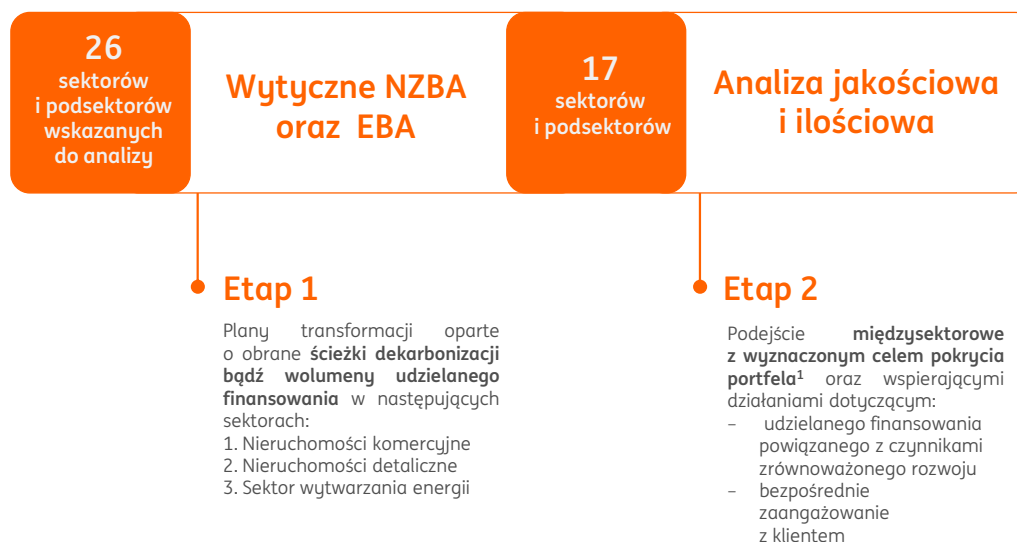 26
sektorów
i podsektorów
wskazanych
do analizy
Wytyczne NZBA
oraz EBA
17
sektorów
i podsektorów
Analiza jakościowa
i ilościowa
Etap 1
Plany transformacji oparte
o obrane ścieżki dekarbonizacji
bądź wolumeny udzielanego
finansowania w następujących
sektorach:
1. Nieruchomości komercyjne
2. Nieruchomości detaliczne
3. Sektor wytwarzania energii
Etap 2
Podejście międzysektorowe
z wyznaczonym celem pokrycia
portfela¹ oraz wspierającymi
działaniami dotyczącym:
– udzielanego finansowania
powiązanego z czynnikami
zrównoważonego rozwoju
– bezpośrednie
zaangażowanie
z klientem